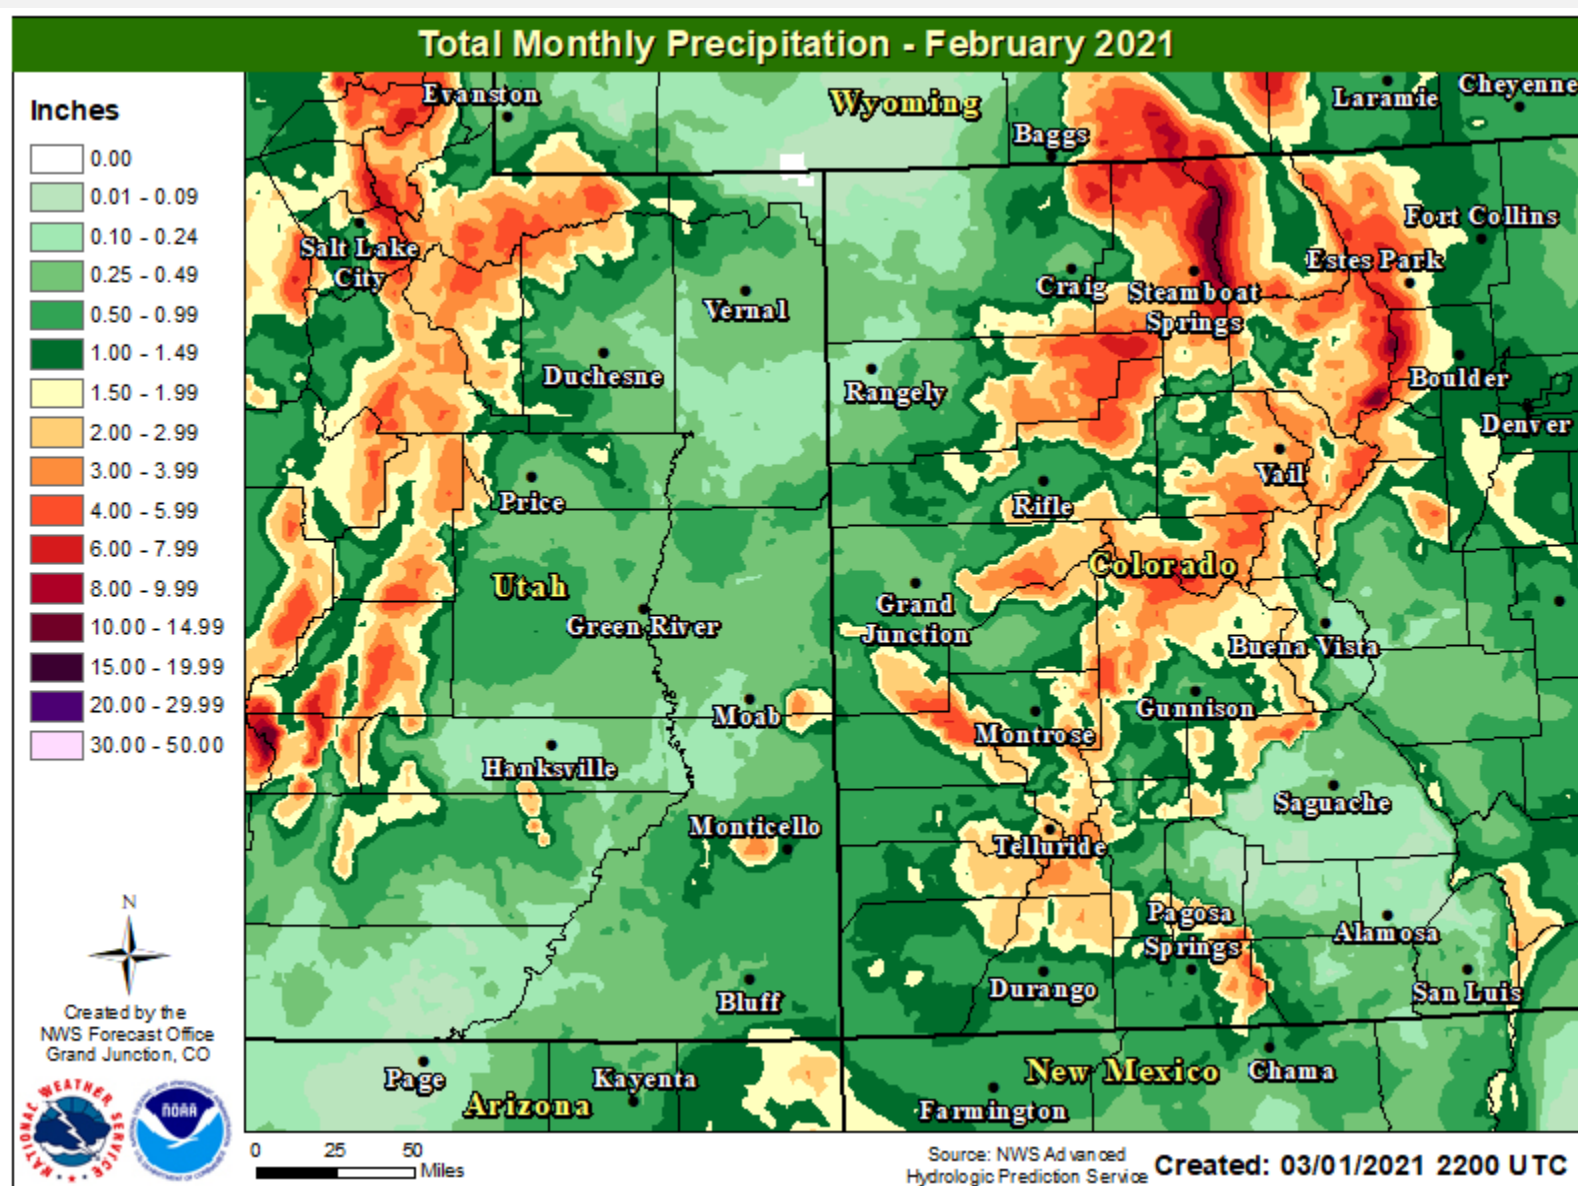 Total Monthly Precipitation - February 2021
Inches
0.00
0.01 - 0.09
0.10 - 0.24
0.25 - 0.49
0.50 - 0.99
1.00 - 1.49
1.50 - 1.99
2.00 - 2.99
3.00 - 3.99
4.00 - 5.99
6.00 - 7.99
8.00 - 9.99
10.00 - 14.99
15.00 - 19.99
20.00 - 29.99
30.00 - 50.00
Evanston
Wyoming
Laramie
Cheyenne
Baggs
Fort Collins
Salt Lake
City
Estes Park
Craig
Steamboat
Springs
Vernal
Duchesne
Rangely
Boulder
Denver
Vail
Price
Rifle
Utah
Colorado
Grand
Junction
Green River
Buena Vista
Moab
Gunnison
Montrose
Hanksville
Saguache
Monticello
Telluride
Pagosa
Springs
Alamosa
Bluff
Durango
San Luis
Page
Kayenta
New Mexico
Chama
Arizona
Farmington
N
Created by the
NWS Forecast Office
Grand Junction, CO
NATIONAL WEATHER SERVICE
NOAA
0 25 50
Miles
Source: NWS Advanced
Hydrologic Prediction Service
Created: 03/01/2021 2200 UTC